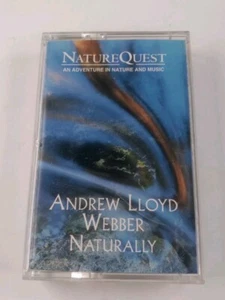 NATUREQUEST
AN ADVENTURE IN NATURE AND MUSIC
ANDREW LLOYD
WEBBER
NATURALLY